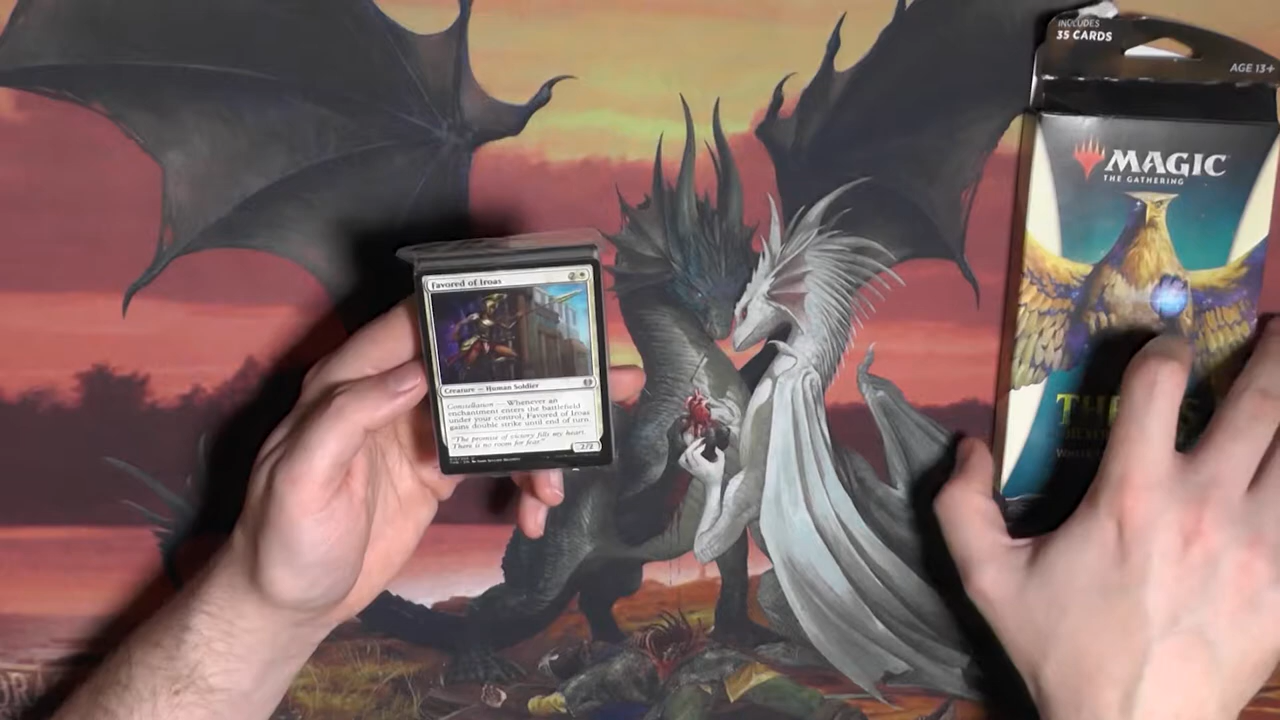 INCLUDES
35 CARDS
AGE 13+
MAGIC
THE GATHERING
Favored of Iroas
Creature — Human Soldier
Constellation — Whenever an
enchantment enters the battlefield
under your control, Favored of Iroas
gains double strike until end of turn.
"The promise of victory fills my heart.
There is no room for fear."
2/2